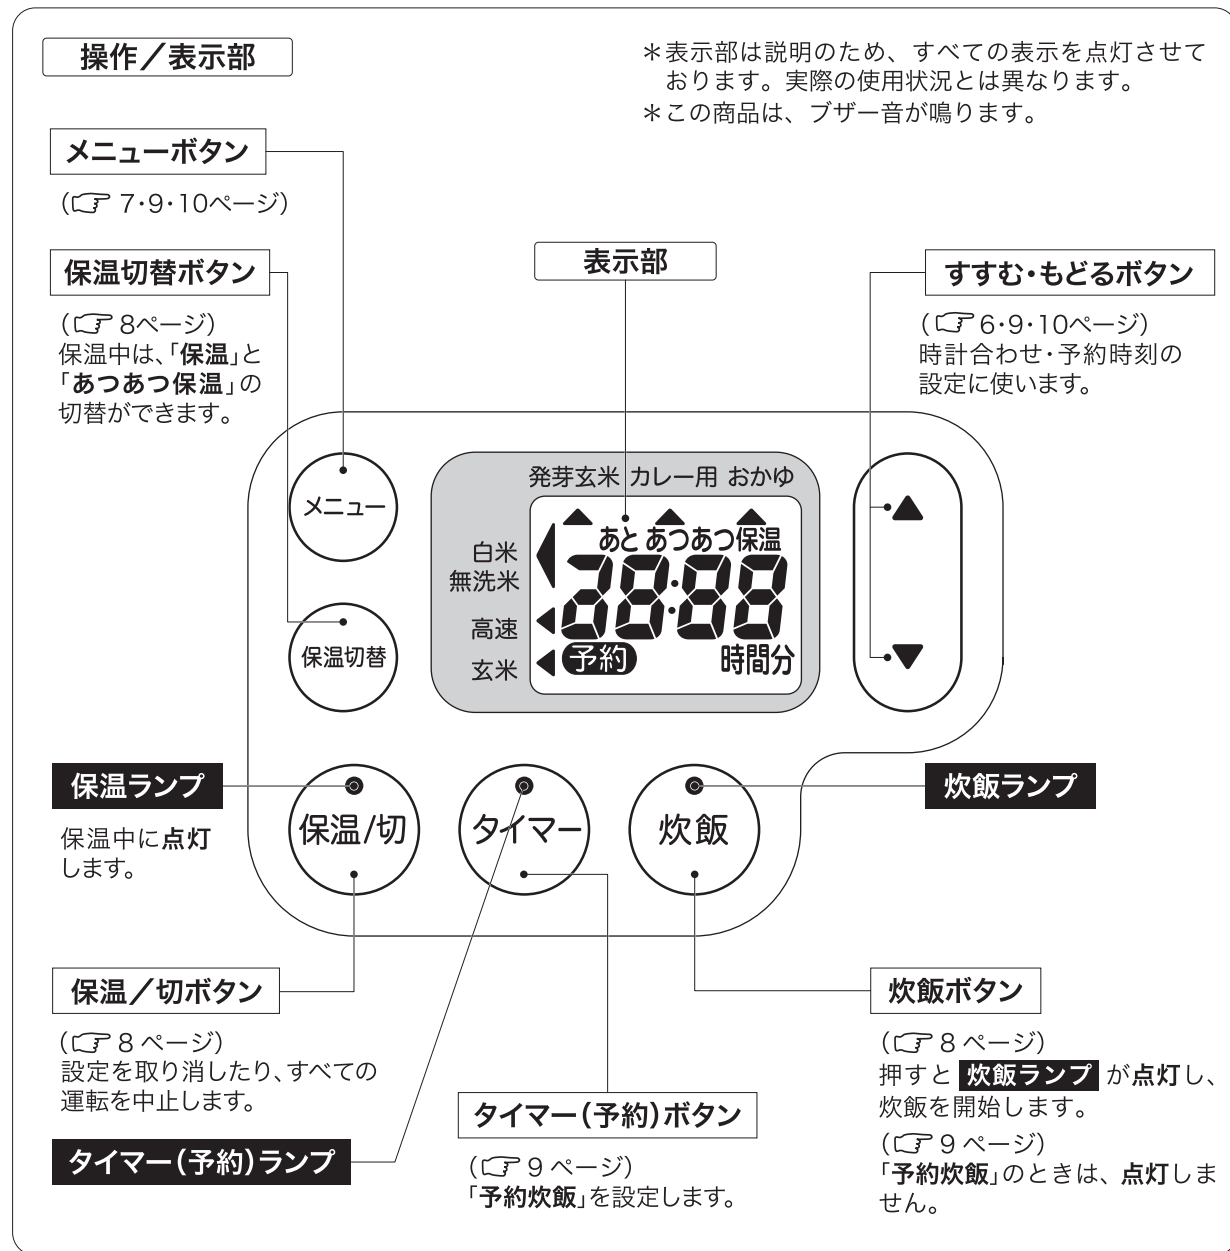 操作／表示部
＊表示部は説明のため、すべての表示を点灯させて
おります。実際の使用状況とは異なります。
＊この商品は、ブザー音が鳴ります。
メニューボタン
（☞ 7・9・10ページ）
保温切替ボタン
（☞ 8ページ）
保温中は、「保温」と
「あつあつ保温」の
切替ができます。
表示部
すすむ・もどるボタン
（☞ 6・9・10ページ）
時計合わせ・予約時刻の
設定に使います。
メニュー
保温切替
発芽玄米 カレー用 おかゆ
白米
無洗米
高速
玄米
▲ ▲ ▲
あと あつあつ保温
28:88
予約 時間分
▲
▼
保温ランプ
保温中に点灯
します。
保温/切
タイマー
炊飯
炊飯ランプ
保温／切ボタン
（☞ 8 ページ）
設定を取り消したり、すべての
運転を中止します。
タイマー（予約）ランプ
タイマー（予約）ボタン
（☞ 9 ページ）
「予約炊飯」を設定します。
炊飯ボタン
（☞ 8 ページ）
押すと 炊飯ランプ が点灯し、
炊飯を開始します。
（☞ 9 ページ）
「予約炊飯」のときは、点灯しま
せん。